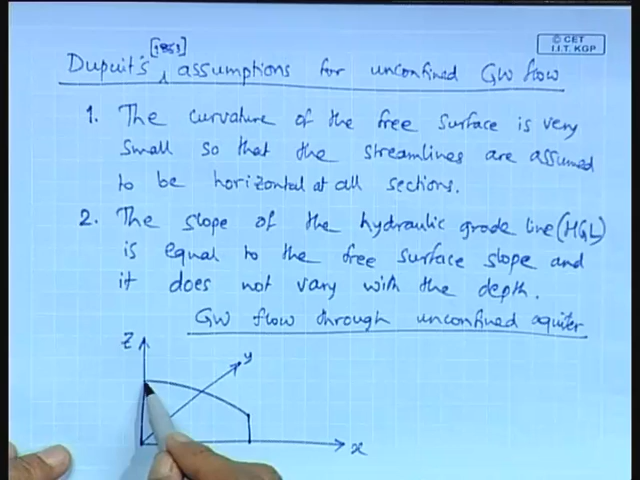 © CET
I.I.T. KGP
[1863]
Dupuit's assumptions for unconfined GW flow
1. The curvature of the free surface is very
small so that the streamlines are assumed
to be horizontal at all sections.
2. The slope of the hydraulic grade line (HGL)
is equal to the free surface slope and
it does not vary with the depth.
GW flow through unconfined aquifer
Z
y
x